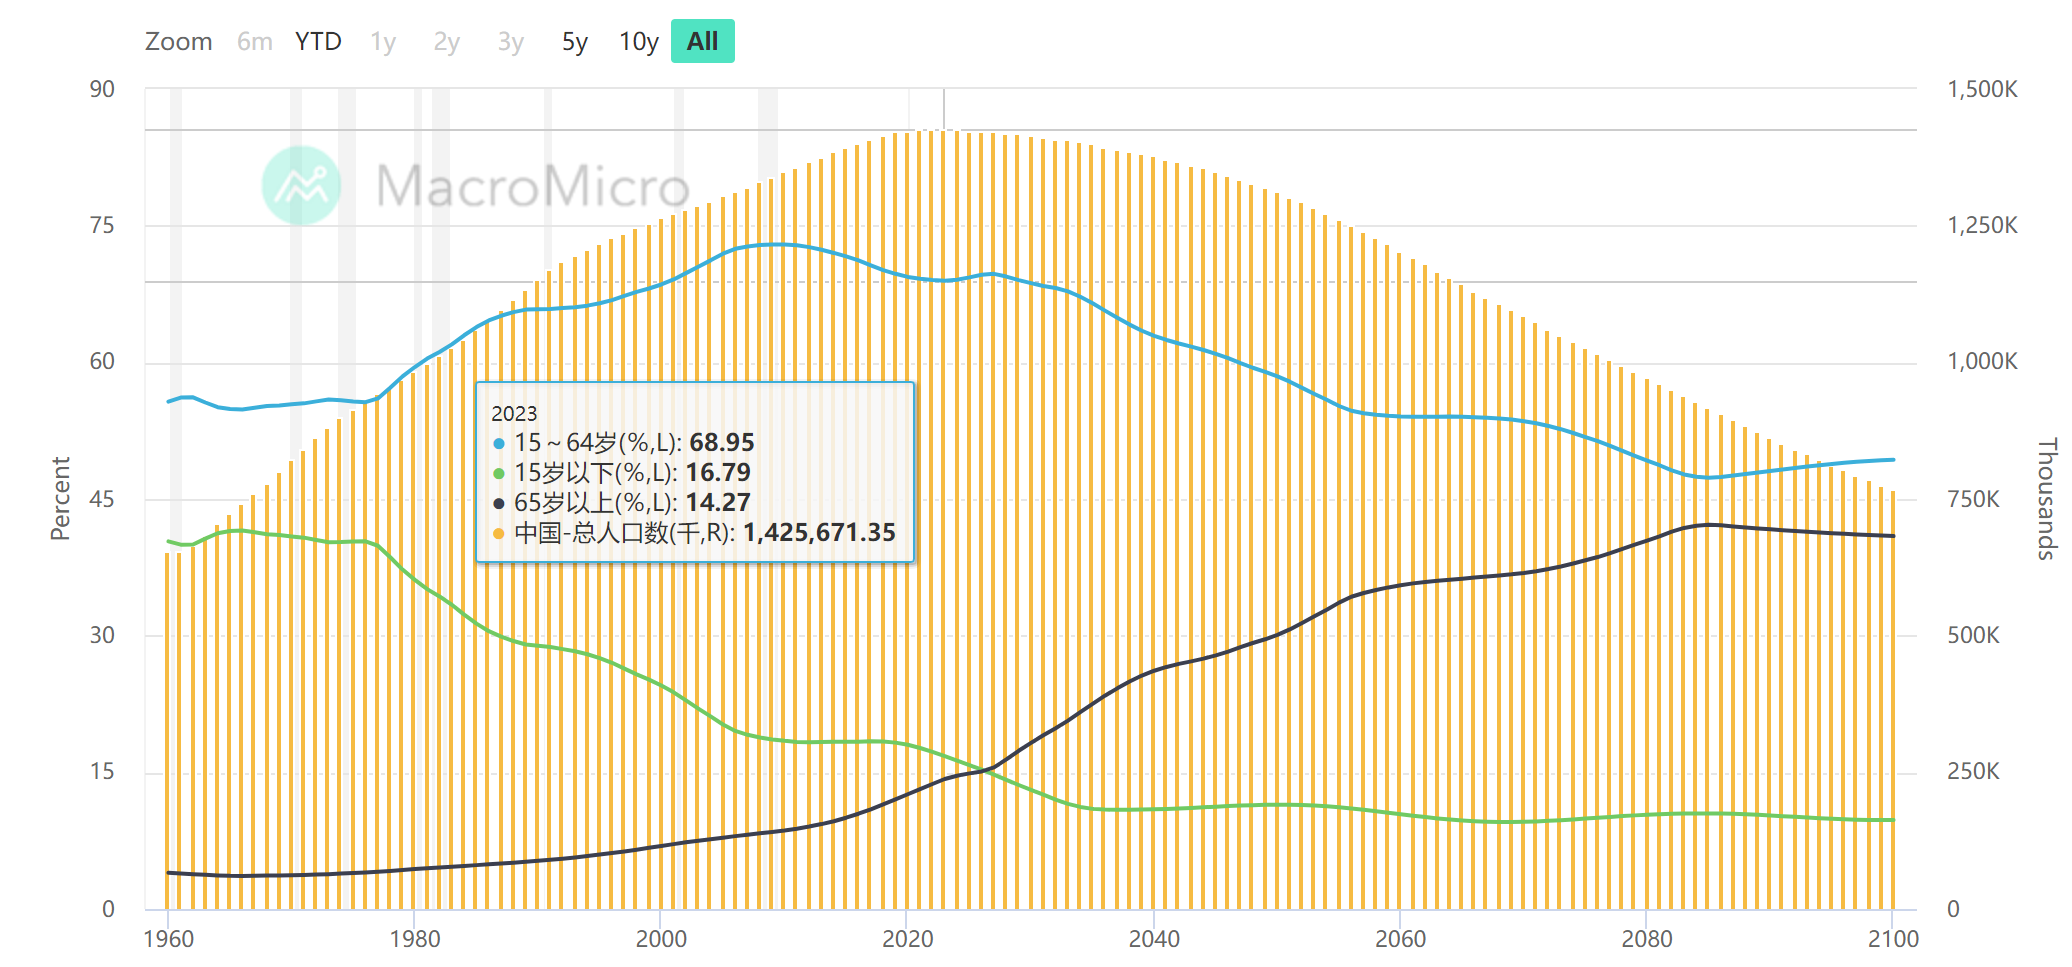 Zoom 6m YTD 1y 2y 3y 5y 10y All
90 1,500K
MacroMicro
75 1,250K
60 1,000K
2023
15～64岁(%,L): 68.95
15岁以下(%,L): 16.79
65岁以上(%,L): 14.27
中国-总人口数(千,R): 1,425,671.35
Percent
Thousands
45 750K
30 500K
15 250K
0 0
1960 1980 2000 2020 2040 2060 2080 2100